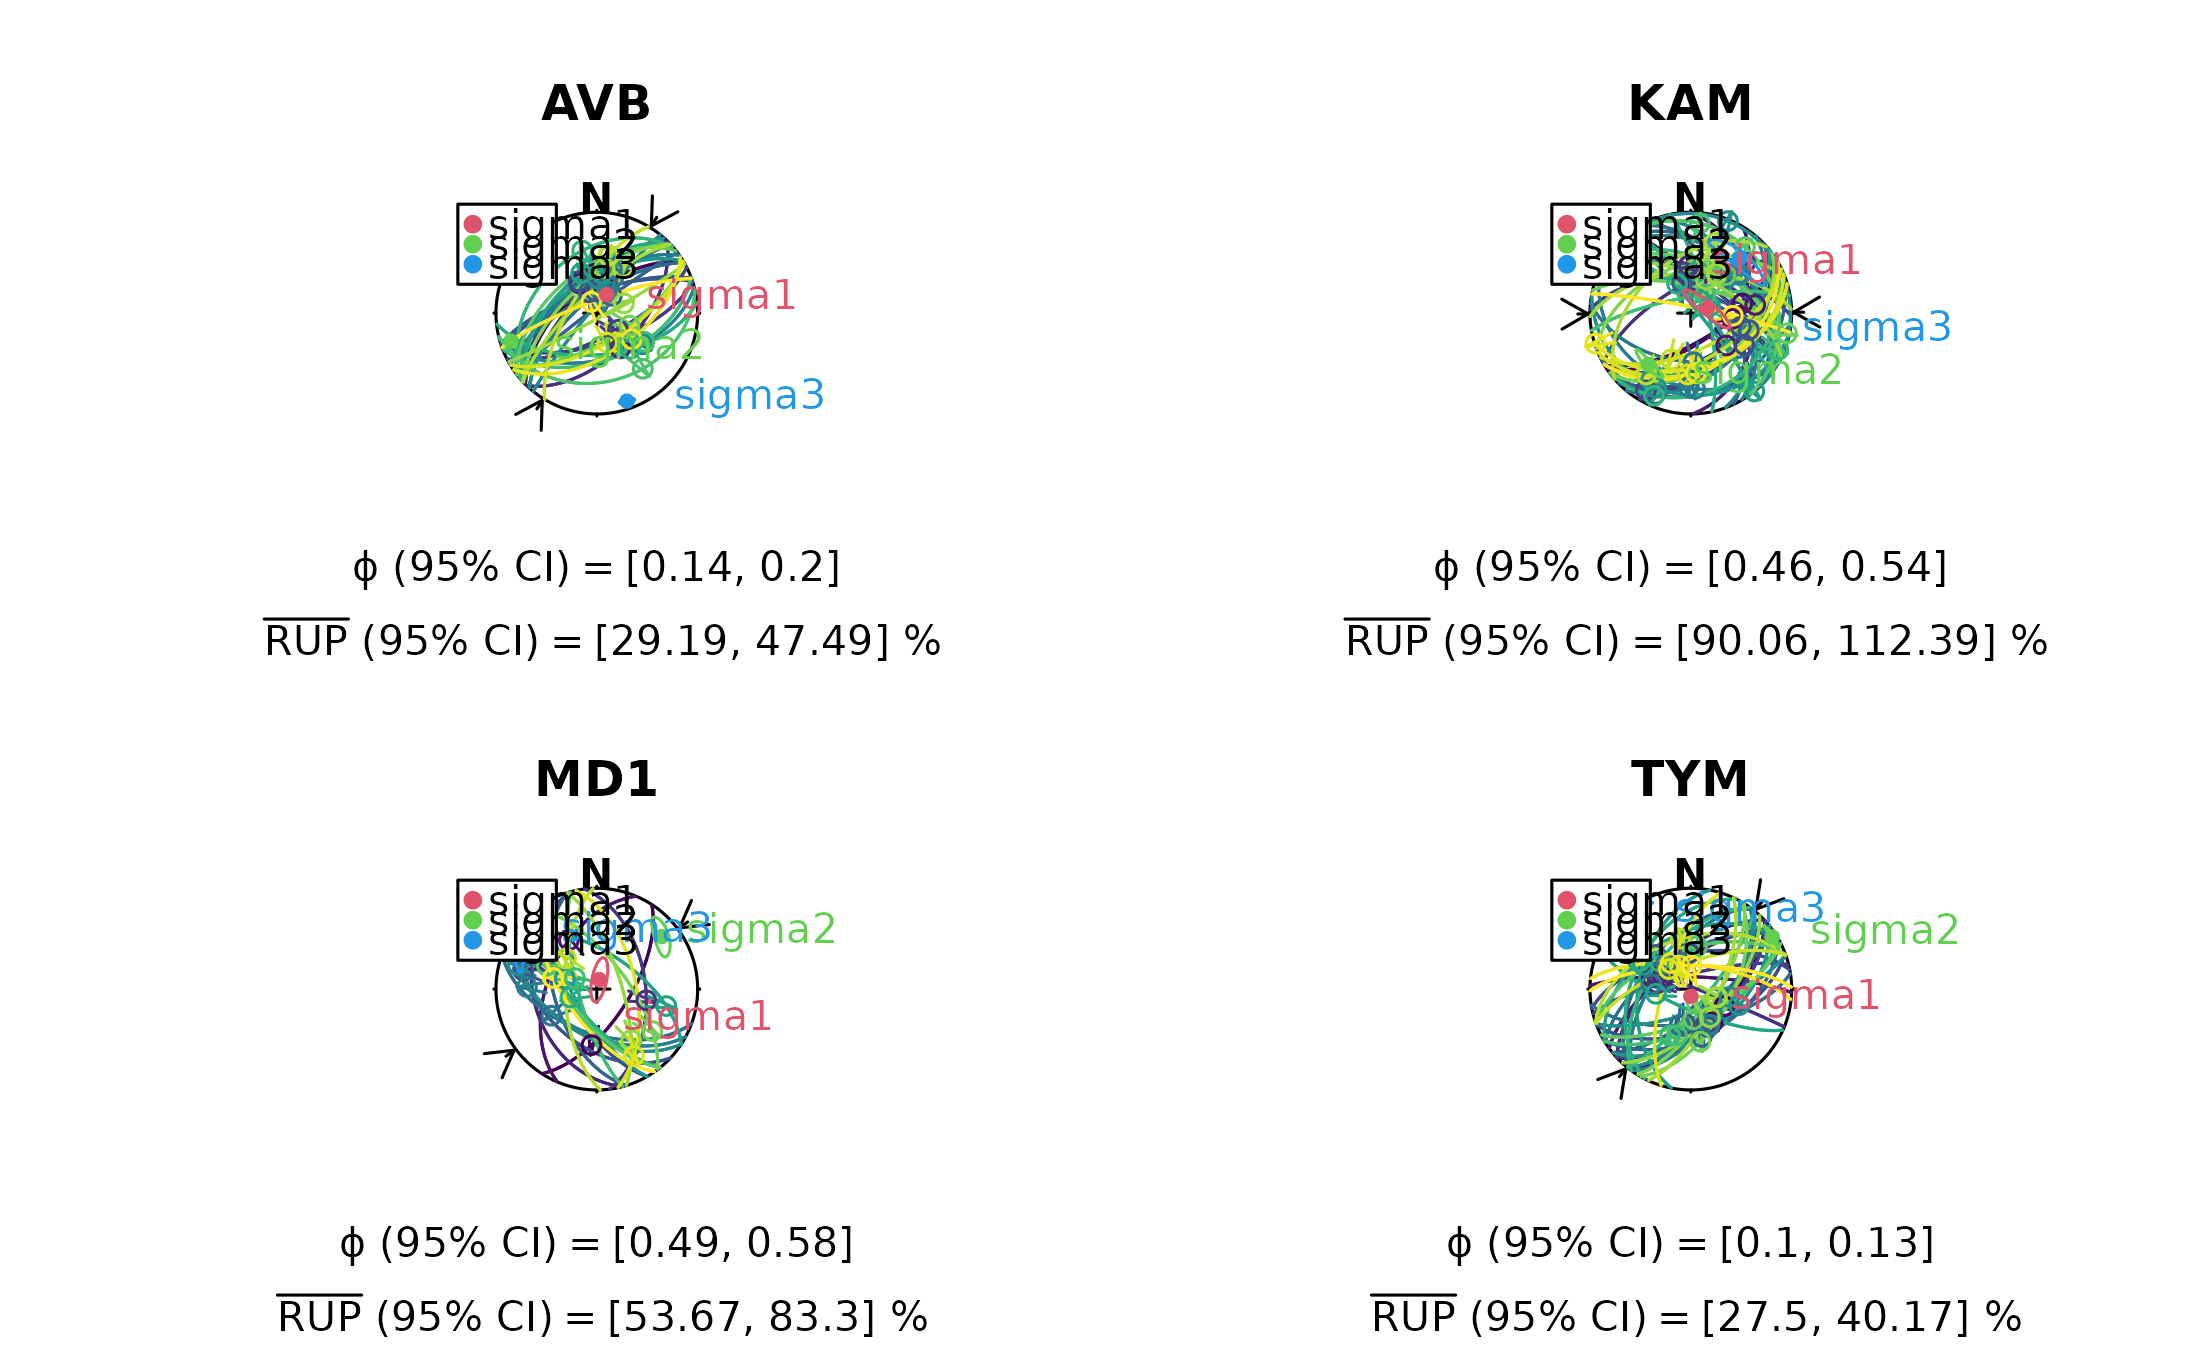 AVB
N
sigma1
sigma2
sigma3
sigma1
sigma2
sigma3
ϕ (95% CI) = [0.14, 0.2]
RUP (95% CI) = [29.19, 47.49] %
KAM
N
sigma1
sigma2
sigma3
sigma1
sigma3
sigma2
ϕ (95% CI) = [0.46, 0.54]
RUP (95% CI) = [90.06, 112.39] %
MD1
N
sigma1
sigma2
sigma3
sigma3
sigma2
sigma1
ϕ (95% CI) = [0.49, 0.58]
RUP (95% CI) = [53.67, 83.3] %
TYM
N
sigma1
sigma2
sigma3
sigma3
sigma2
sigma1
ϕ (95% CI) = [0.1, 0.13]
RUP (95% CI) = [27.5, 40.17] %